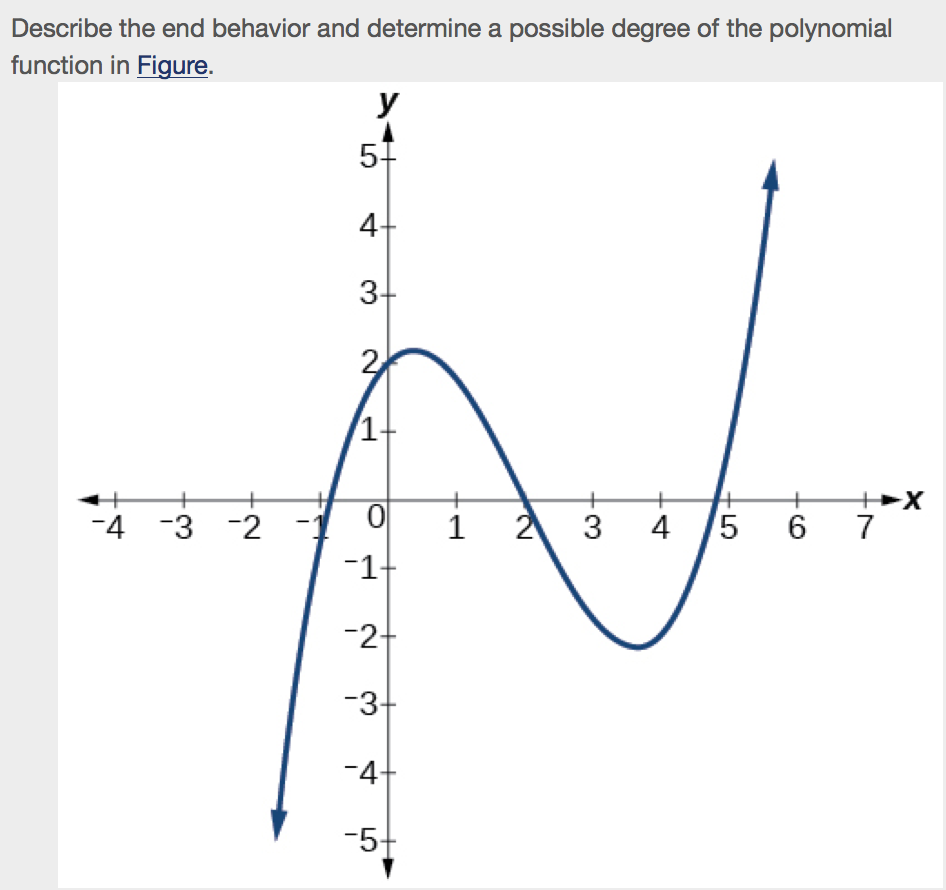 Describe the end behavior and determine a possible degree of the polynomial
function in Figure.
y
5
4
3
2
1
-4 -3 -2 -1 0 1 2 3 4 5 6 7 x
-1
-2
-3
-4
-5